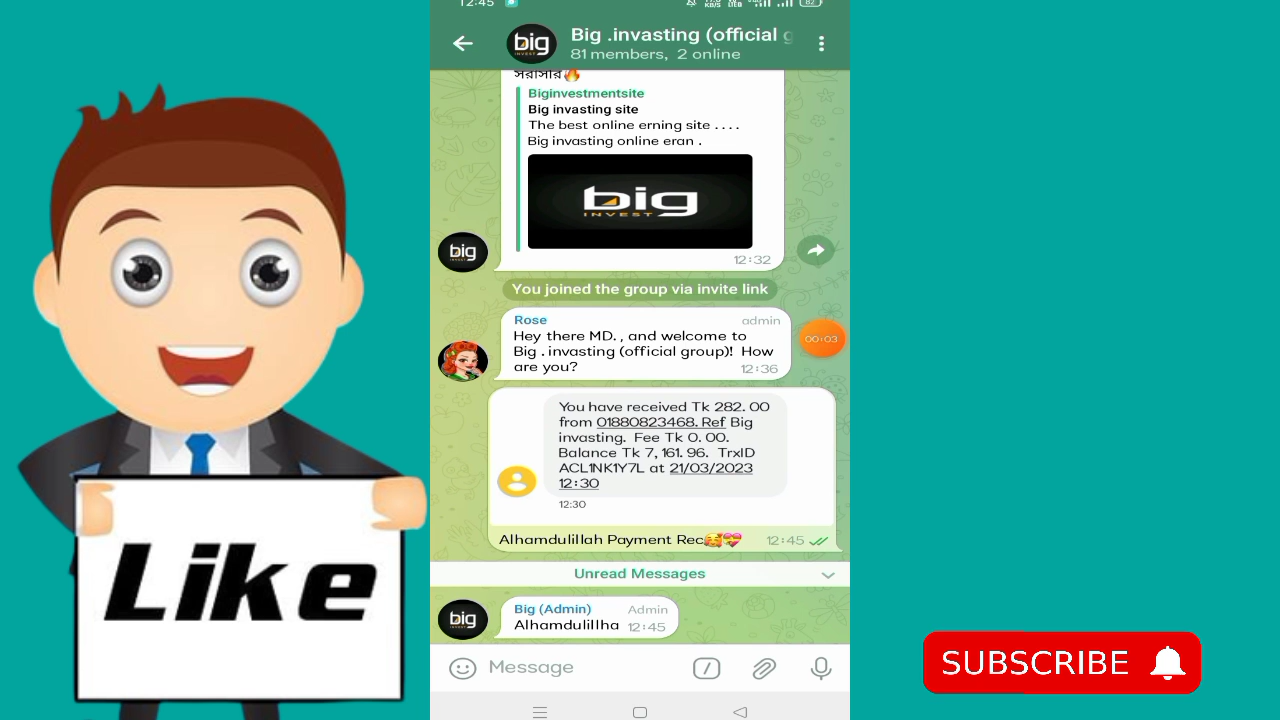 12:45
82
Big .invasting (official g
81 members, 2 online
সরাসরি🔥
Biginvestmentsite
Big invasting site
The best online erning site ....
Big invasting online eran .
big
INVEST
big
12:32
You joined the group via invite link
Rose admin
Hey there MD. , and welcome to
Big . invasting (official group)! How
are you?
12:36
00:03
You have received Tk 282. 00
from 01880823468. Ref Big
invasting. Fee Tk 0. 00.
Balance Tk 7, 161. 96. TrxID
ACL1NK1Y7L at 21/03/2023
12:30
12:30
Alhamdulillah Payment Rec🥰💝 12:45
Unread Messages
big
Big (Admin) Admin
Alhamdulillha 12:45
Message
Like
SUBSCRIBE